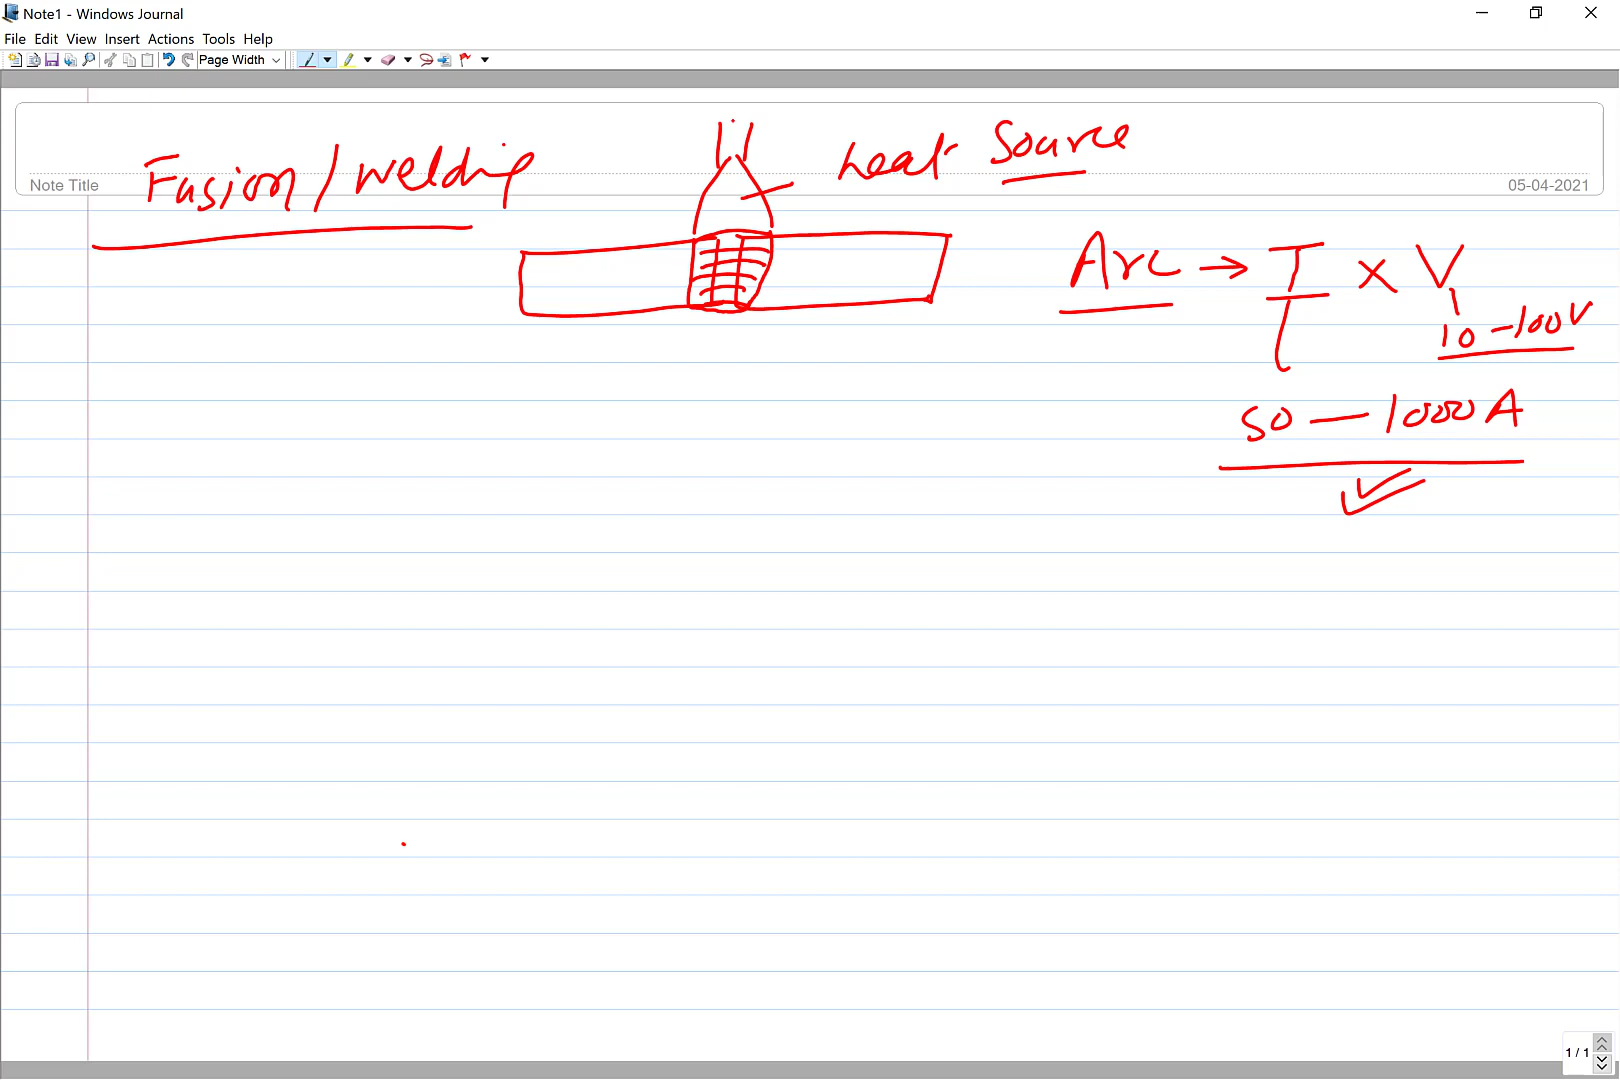 Note1 - Windows Journal
File Edit View Insert Actions Tools Help
Page Width
Fusion / welding
heat Source
Note Title
05-04-2021
Arc → I × V
10 - 100V
50 — 1000 A
1 / 1